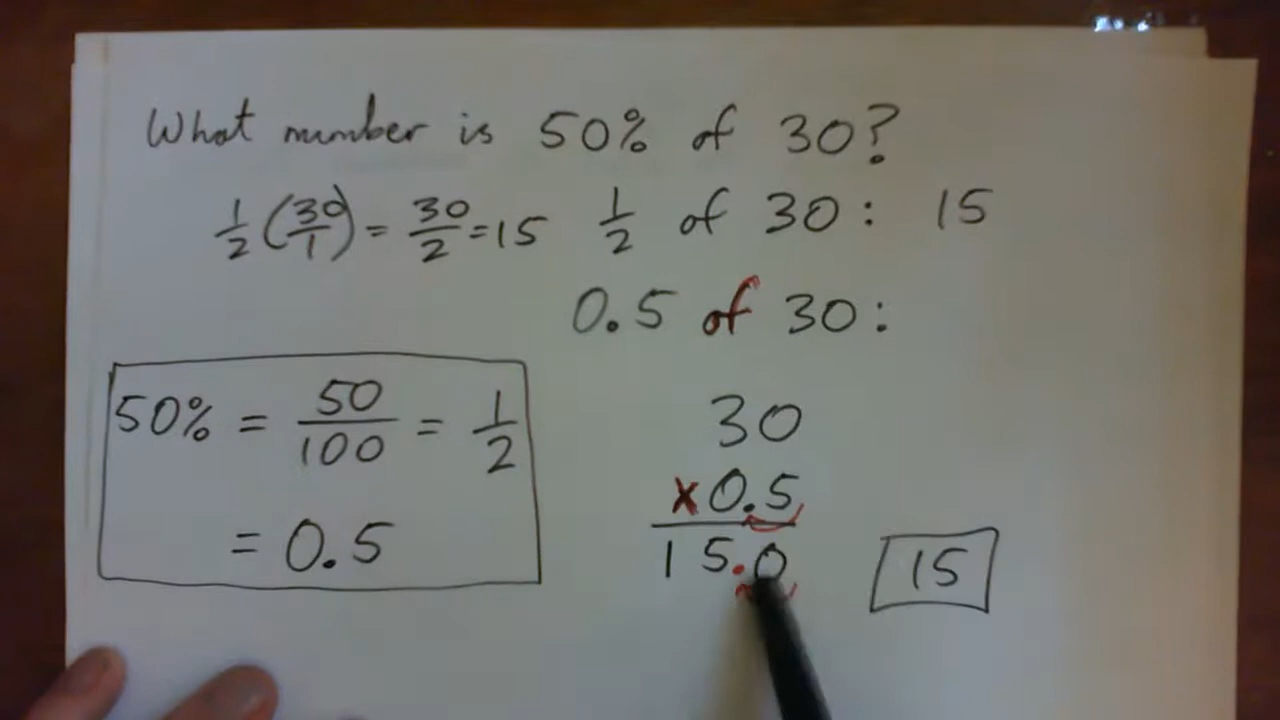 What number is 50% of 30?
1/2 (30/1) = 30/2 = 15
1/2 of 30 : 15
0.5 of 30 :
50% = 50/100 = 1/2
= 0.5
30
x 0.5
15.0
15